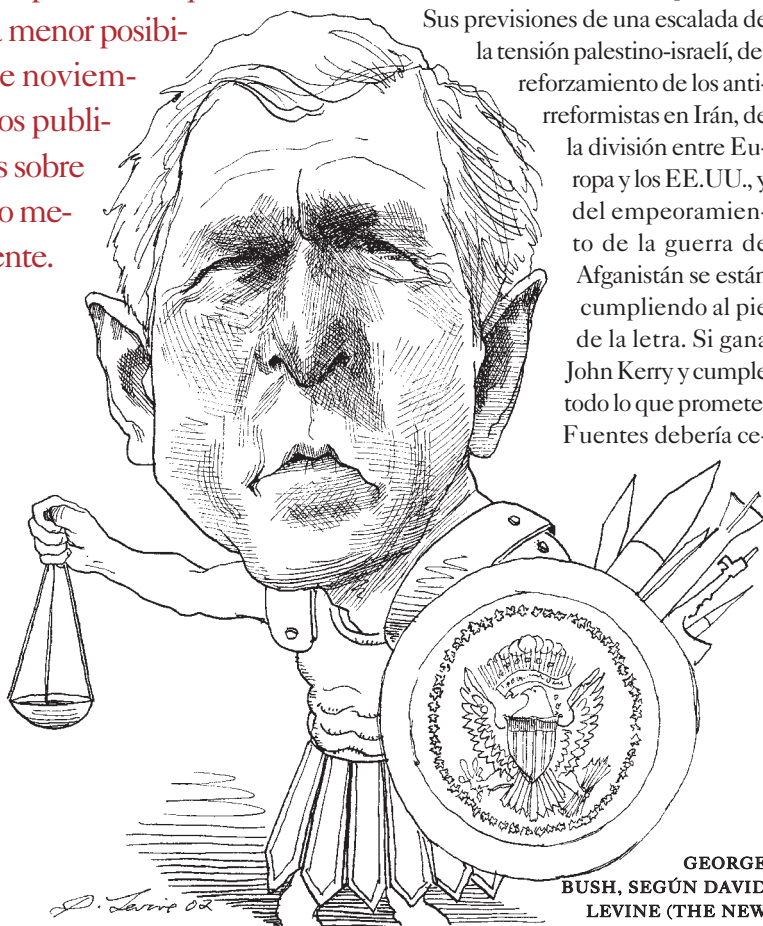 a menor posibi-
e noviem-
os publi-
s sobre
o me-
ente.
Sus previsiones de una escalada de
la tensión palestino-israelí, de
reforzamiento de los anti-
rreformistas en Irán, de
la división entre Eu-
ropa y los EE.UU., y
del empeoramien-
to de la guerra de
Afganistán se están
cumpliendo al pie
de la letra. Si gana
John Kerry y cumple
todo lo que promete
Fuentes debería ce-
D. Levine 02
GEORGE
BUSH, SEGÚN DAVID
LEVINE (THE NEW